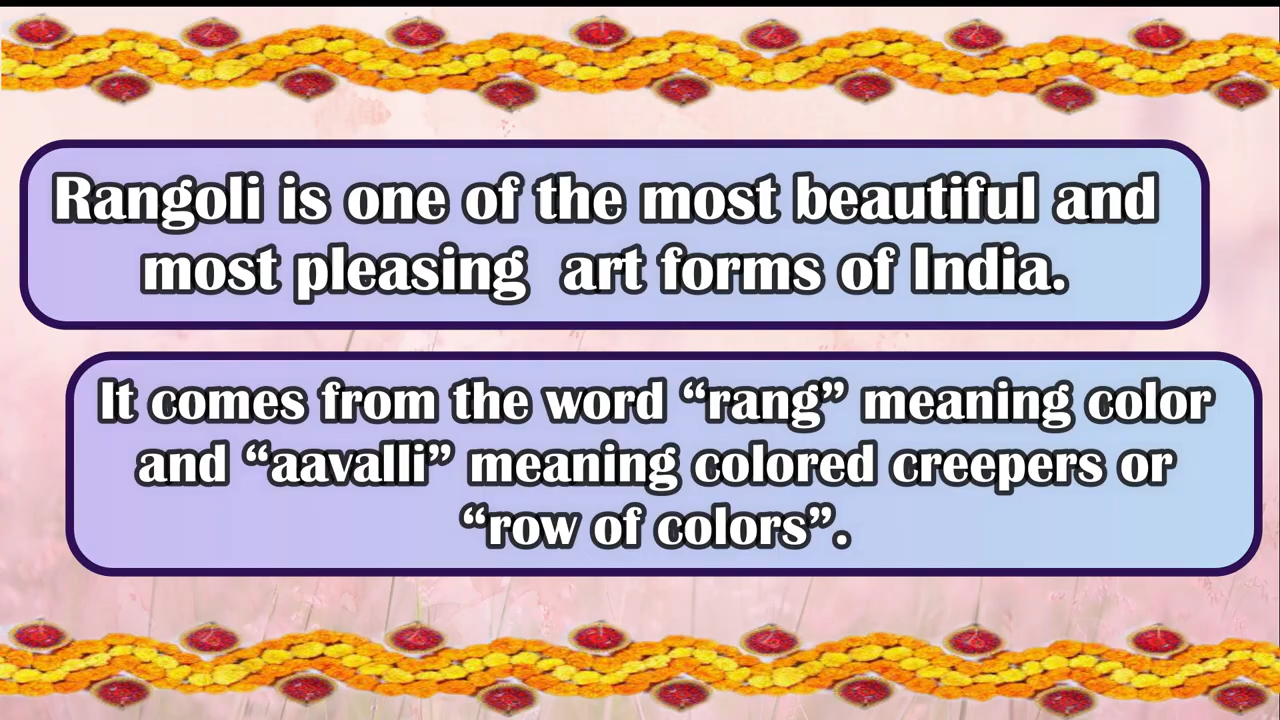 Rangoli is one of the most beautiful and
most pleasing  art forms of India.
It comes from the word “rang” meaning color
and “aavalli” meaning colored creepers or
“row of colors”.